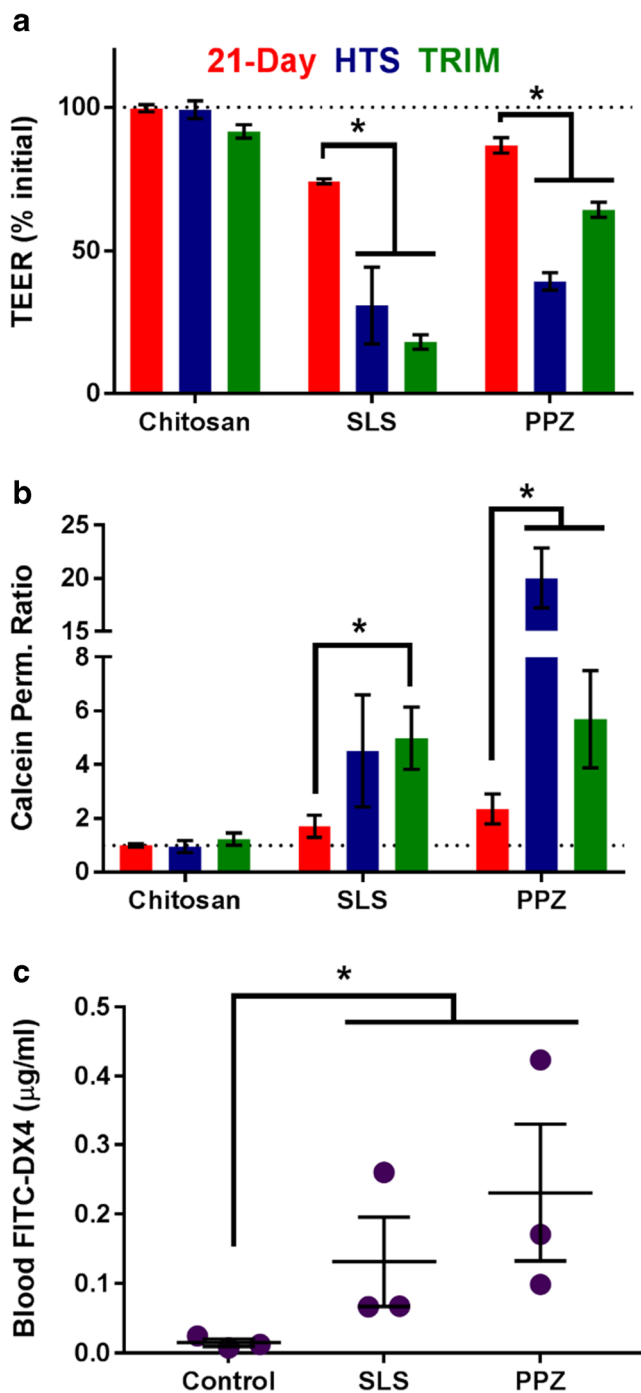 a
21-Day HTS TRIM
TEER (% initial)
100
50
0
*
*
Chitosan SLS PPZ
b
Calcein Perm. Ratio
25
20
15
8
6
4
2
0
*
*
Chitosan SLS PPZ
c
Blood FITC-DX4 (µg/ml)
0.5
0.4
0.3
0.2
0.1
0.0
*
Control SLS PPZ